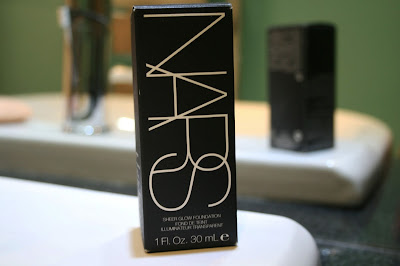 NARS
SHEER GLOW FOUNDATION
FOND DE TEINT
ILLUMINATEUR TRANSPARENT
1 Fl. Oz. 30 mL ℮